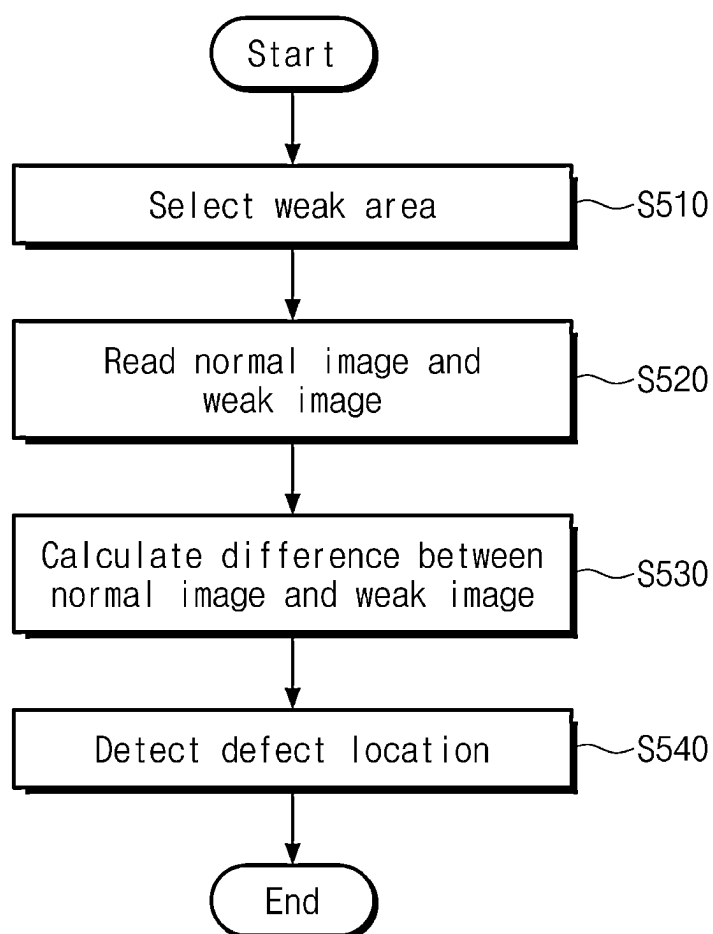 Start
Select weak area
S510
Read normal image and
weak image
S520
Calculate difference between
normal image and weak image
S530
Detect defect location
S540
End